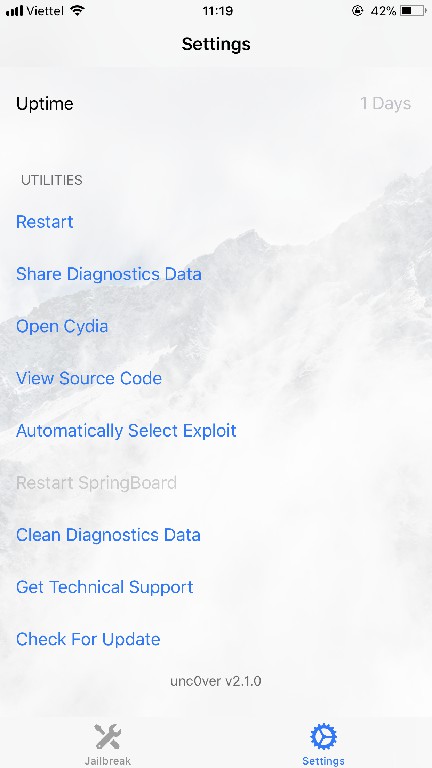 Viettel 11:19 42%
Settings
Uptime 1 Days
UTILITIES
Restart
Share Diagnostics Data
Open Cydia
View Source Code
Automatically Select Exploit
Restart SpringBoard
Clean Diagnostics Data
Get Technical Support
Check For Update
unc0ver v2.1.0
Jailbreak Settings